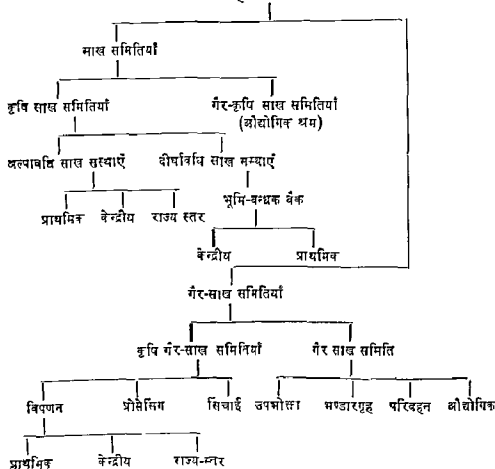 साख समितियाँ
कृषि साख समितियाँ गैर-कृषि साख समितियाँ
(औद्योगिक श्रम)
अल्पावधि साख संस्थाएँ दीर्घावधि साख संस्थाएँ
भूमि-बन्धक बैंक
प्राथमिक केन्द्रीय राज्य स्तर
केन्द्रीय प्राथमिक
गैर-साख समितियाँ
कृषि गैर-साख समितियाँ गैर साख समिति
विपणन प्रोसेसिंग सिंचाई उपभोक्ता भण्डारगृह परिवहन औद्योगिक
प्राथमिक केन्द्रीय राज्य-स्तर